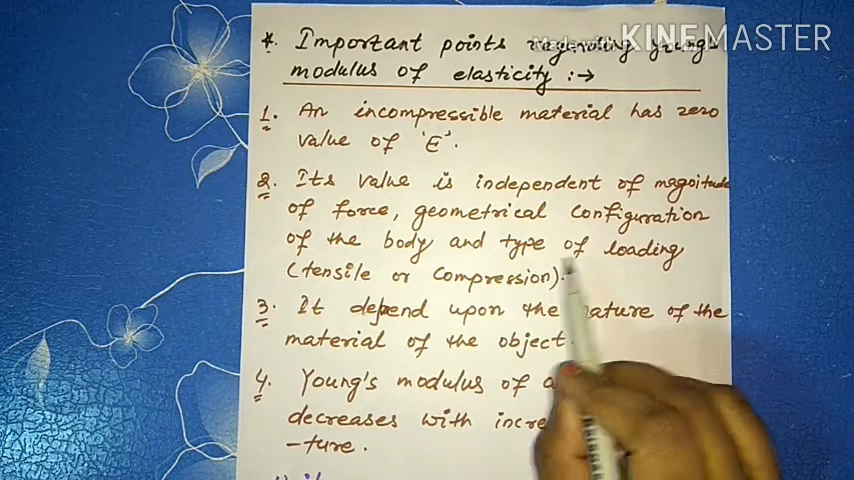 Made with KINEMASTER
*. Important points regarding young's
modulus of elasticity :→
1. An incompressible material has zero
value of 'E'.
2. Its value is independent of magnitude
of force, geometrical configuration
of the body and type of loading
(tensile or compression).
3. It depend upon the nature of the
material of the object.
4. Young's modulus of a
decreases with incre
-ture.